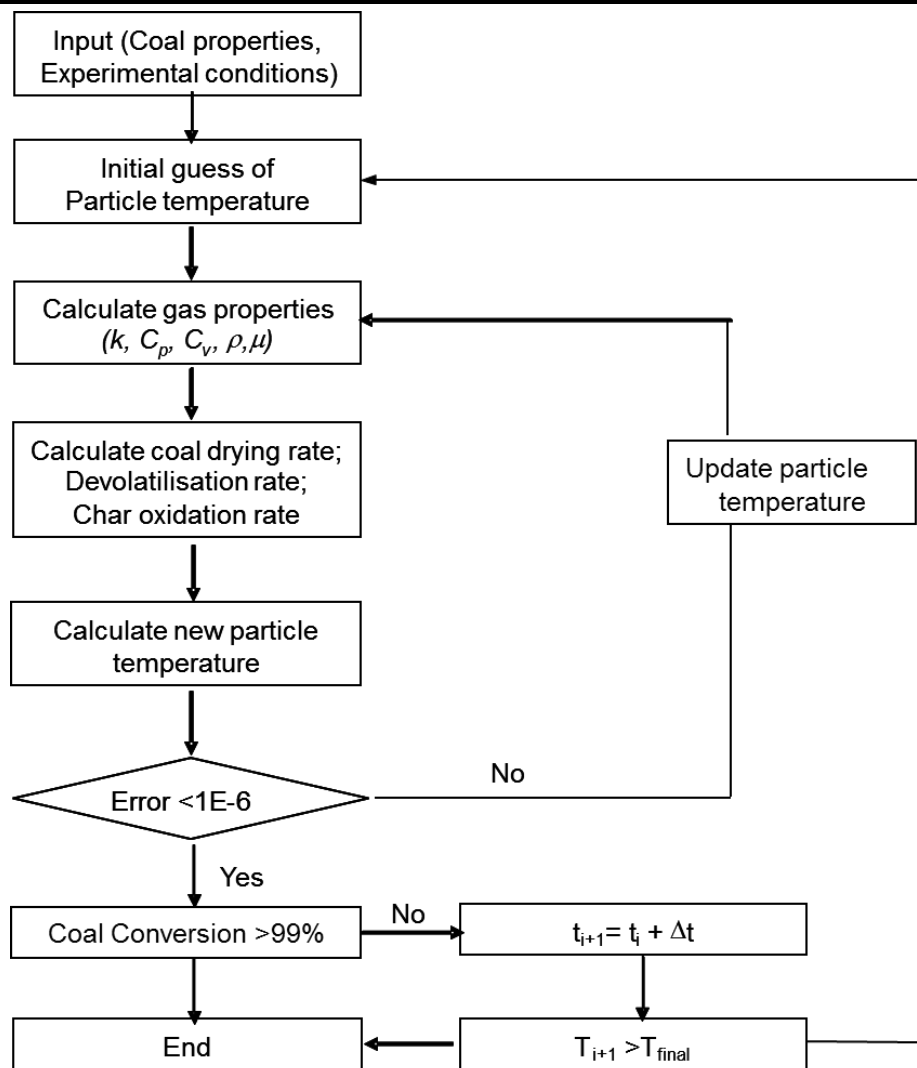 Input (Coal properties,
Experimental conditions)
Initial guess of
Particle temperature
Calculate gas properties
(k, Cp, Cv, ρ,μ)
Calculate coal drying rate;
Devolatilisation rate;
Char oxidation rate
Update particle
temperature
Calculate new particle
temperature
Error <1E-6
No
Yes
Coal Conversion >99%
No
ti+1= ti + Δt
End
Ti+1 >Tfinal